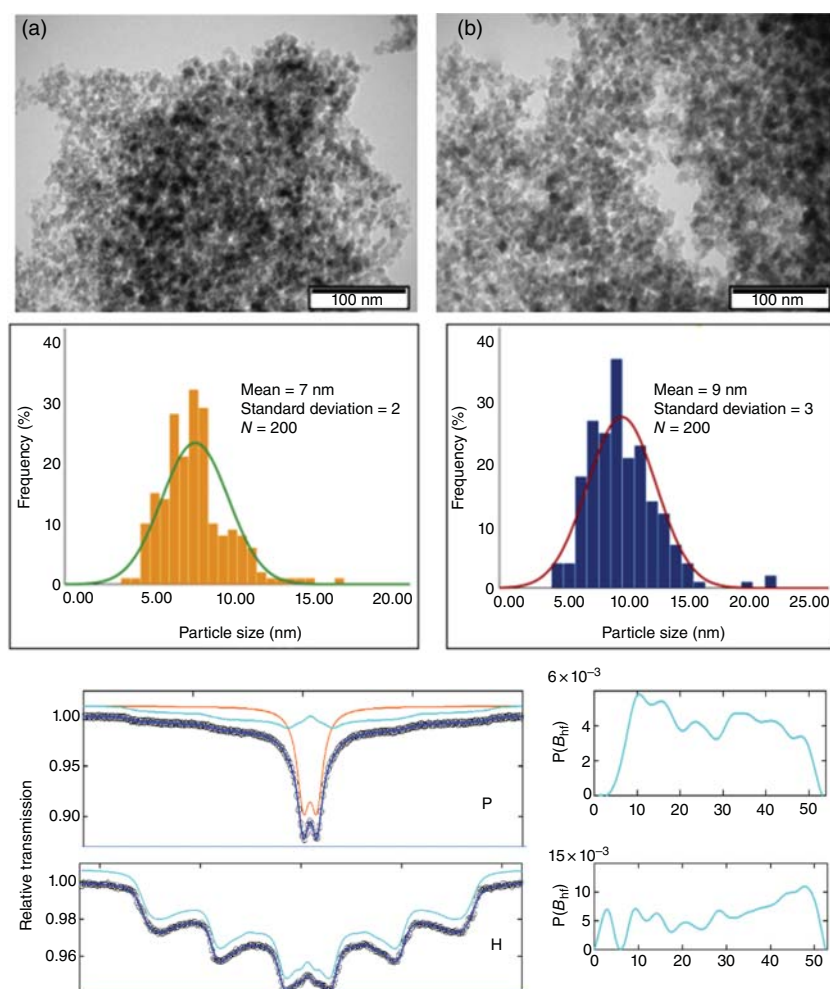 (a)
(b)
100 nm
100 nm
40
30
20
10
0
Frequency (%)
Mean = 7 nm
Standard deviation = 2
N = 200
0.00 5.00 10.00 15.00 20.00
Particle size (nm)
40
30
20
10
0
Frequency (%)
Mean = 9 nm
Standard deviation = 3
N = 200
0.00 5.00 10.00 15.00 20.00 25.00
Particle size (nm)
Relative transmission
1.00
0.95
0.90
P
6 × 10⁻³
P(Bhf)
4
2
0
0 10 20 30 40 50
1.00
0.98
0.96
H
15 × 10⁻³
P(Bhf)
10
5
0
0 10 20 30 40 50